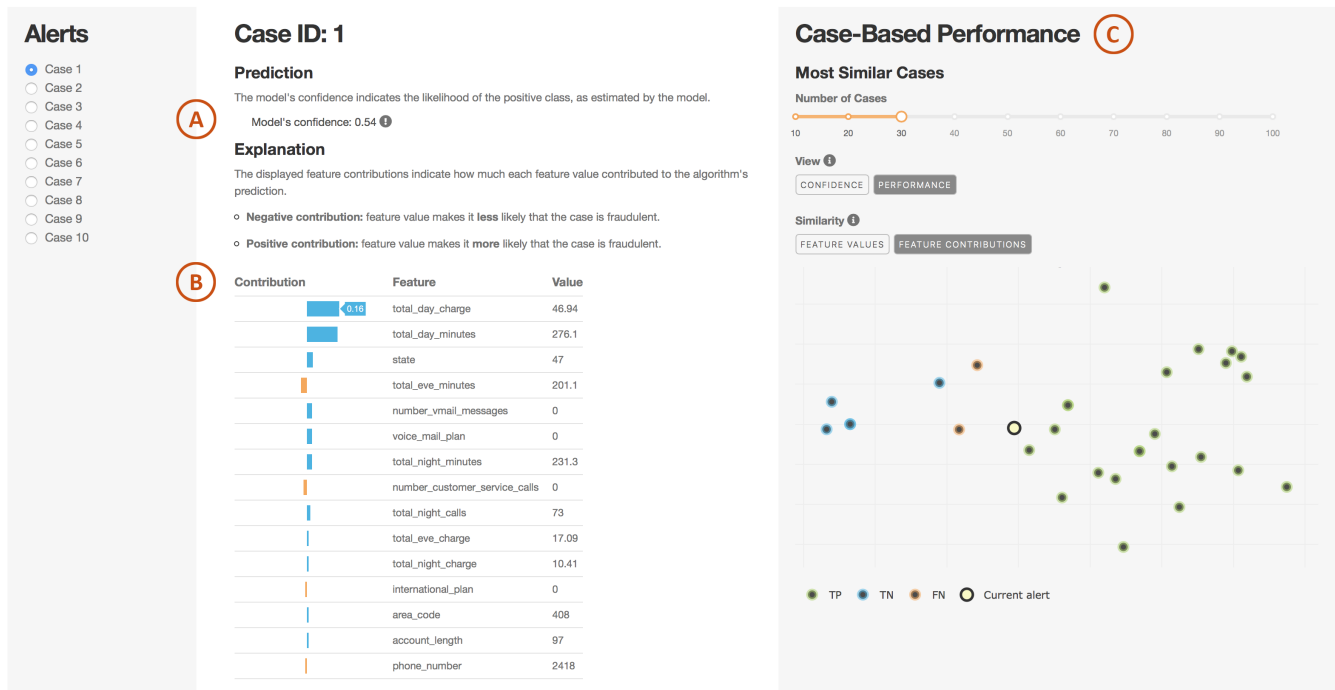 Alerts
Case 1
Case 2
Case 3
Case 4
Case 5
Case 6
Case 7
Case 8
Case 9
Case 10
Case ID: 1
Prediction
The model's confidence indicates the likelihood of the positive class, as estimated by the model.
A
Model's confidence: 0.54
Explanation
The displayed feature contributions indicate how much each feature value contributed to the algorithm's
prediction.
Negative contribution: feature value makes it less likely that the case is fraudulent.
Positive contribution: feature value makes it more likely that the case is fraudulent.
B
Contribution Feature Value
0.16 total_day_charge 46.94
total_day_minutes 276.1
state 47
total_eve_minutes 201.1
number_vmail_messages 0
voice_mail_plan 0
total_night_minutes 231.3
number_customer_service_calls 0
total_night_calls 73
total_eve_charge 17.09
total_night_charge 10.41
international_plan 0
area_code 408
account_length 97
phone_number 2418
Case-Based Performance C
Most Similar Cases
Number of Cases
10 20 30 40 50 60 70 80 90 100
View
CONFIDENCE PERFORMANCE
Similarity
FEATURE VALUES FEATURE CONTRIBUTIONS
TP TN FN Current alert